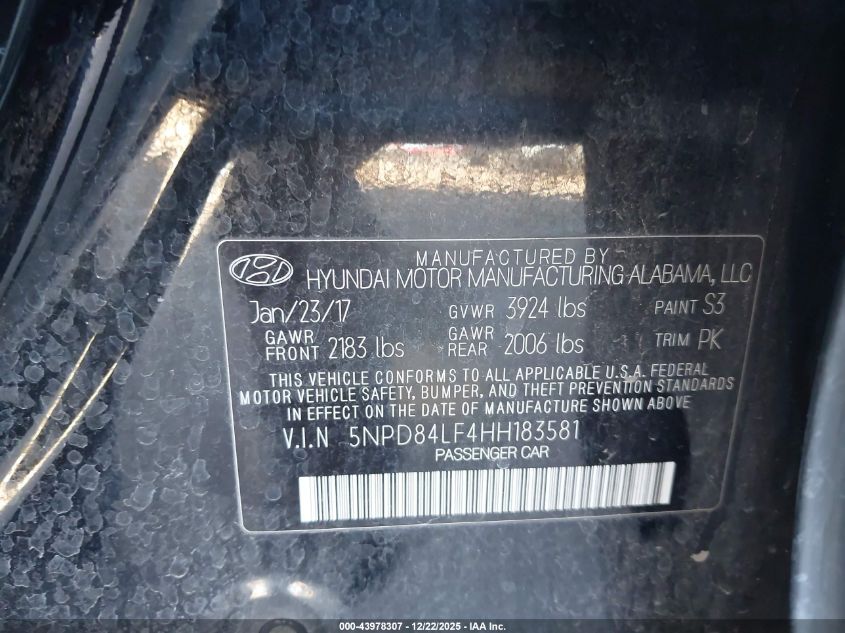 MANUFACTURED BY
HYUNDAI MOTOR MANUFACTURING ALABAMA, LLC
Jan/23/17 GVWR 3924 lbs PAINT S3
GAWR FRONT 2183 lbs GAWR REAR 2006 lbs TRIM PK
THIS VEHICLE CONFORMS TO ALL APPLICABLE U.S.A. FEDERAL
MOTOR VEHICLE SAFETY, BUMPER, AND THEFT PREVENTION STANDARDS
IN EFFECT ON THE DATE OF MANUFACTURE SHOWN ABOVE
V.I.N 5NPD84LF4HH183581
PASSENGER CAR
000-43978307 - 12/22/2025 - IAA Inc.